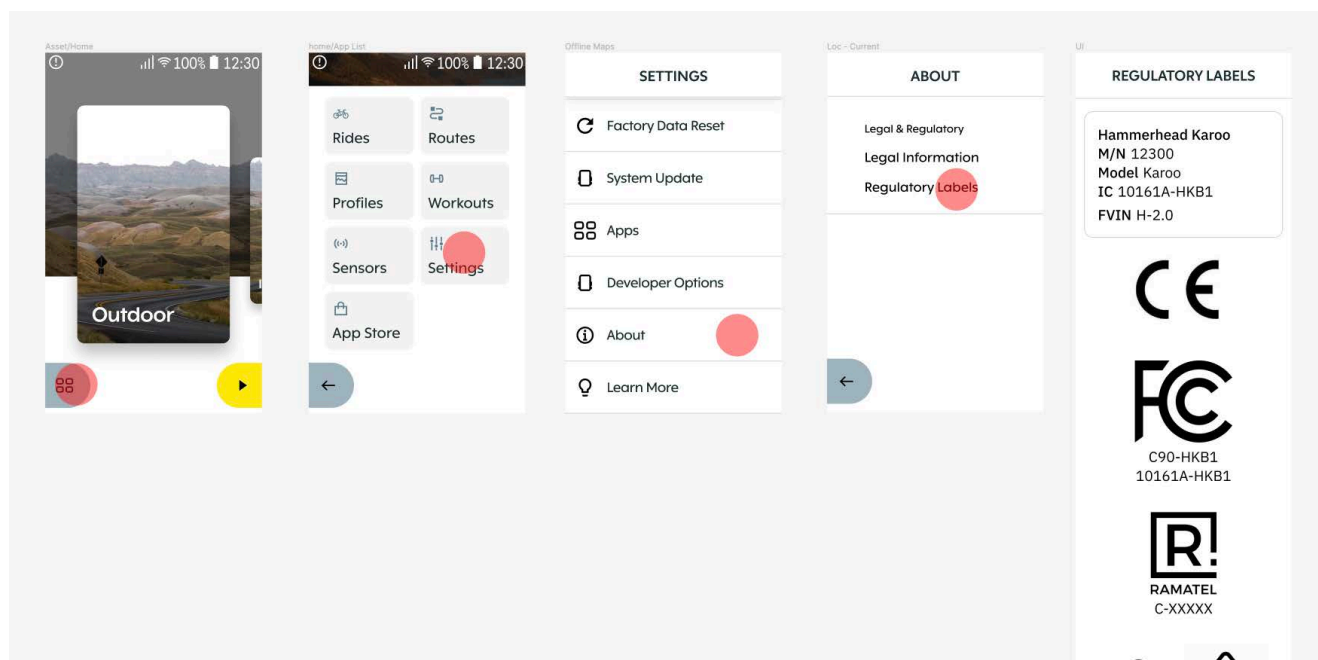 Asset/Home
100% 12:30
Outdoor
home/App List
100% 12:30
Rides
Routes
Profiles
Workouts
Sensors
Settings
App Store
Offline Maps
SETTINGS
Factory Data Reset
System Update
Apps
Developer Options
About
Learn More
Loc - Current
ABOUT
Legal & Regulatory
Legal Information
Regulatory Labels
UI
REGULATORY LABELS
Hammerhead Karoo
M/N 12300
Model Karoo
IC 10161A-HKB1
FVIN H-2.0
CE
FC
C90-HKB1
10161A-HKB1
R!
RAMATEL
C-XXXXX